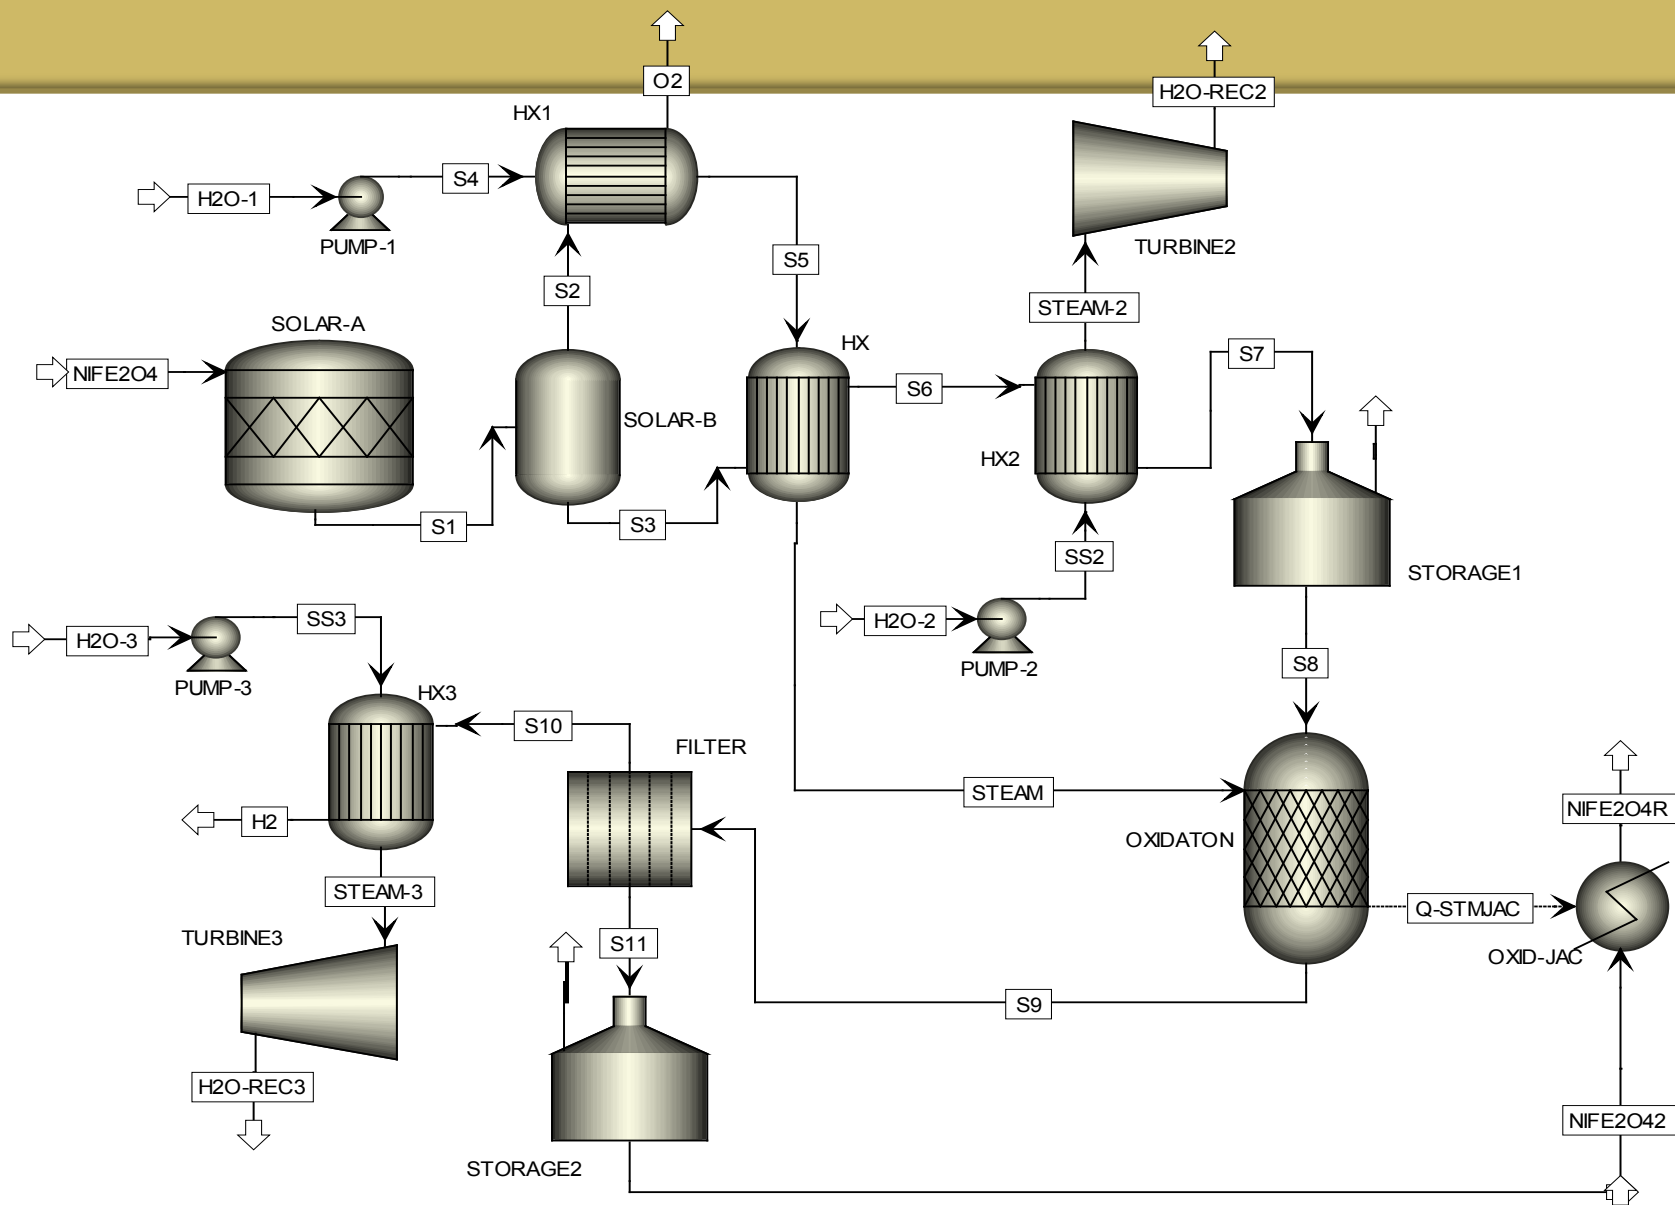 O2
H2O-REC2
HX1
S4
H2O-1
PUMP-1
TURBINE2
S5
S2
STEAM-2
SOLAR-A
HX
S7
NIFE2O4
S6
SOLAR-B
HX2
S1
S3
SS2
STORAGE1
SS3
H2O-3
H2O-2
PUMP-3
PUMP-2
S8
HX3
S10
FILTER
STEAM
NIFE2O4R
H2
OXIDATON
STEAM-3
Q-STMJAC
TURBINE3
S11
OXID-JAC
S9
H2O-REC3
NIFE2O42
STORAGE2